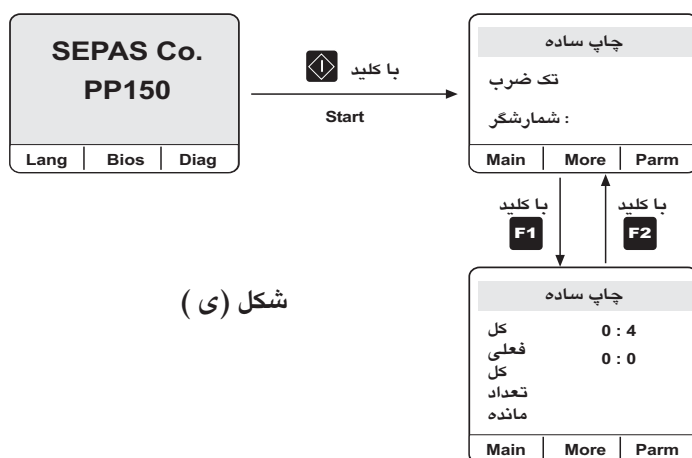 SEPAS Co.
PP150
Lang Bios Diag
با کلید
Start
چاپ ساده
تک ضرب
شمارشگر :
Main More Parm
با کلید
F1
با کلید
F2
چاپ ساده
کل 0 : 4
فعلی 0 : 0
کل
تعداد
مانده
Main More Parm
شکل (ی )